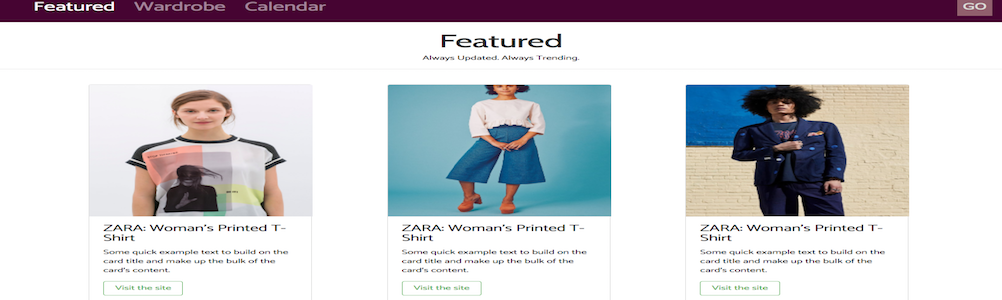 Featured Wardrobe Calendar GO
Featured
Always Updated. Always Trending.
ZARA: Woman's Printed T-
Shirt
Some quick example text to build on the
card title and make up the bulk of the
card's content.
Visit the site
ZARA: Woman's Printed T-
Shirt
Some quick example text to build on the
card title and make up the bulk of the
card's content.
Visit the site
ZARA: Woman's Printed T-
Shirt
Some quick example text to build on the
card title and make up the bulk of the
card's content.
Visit the site